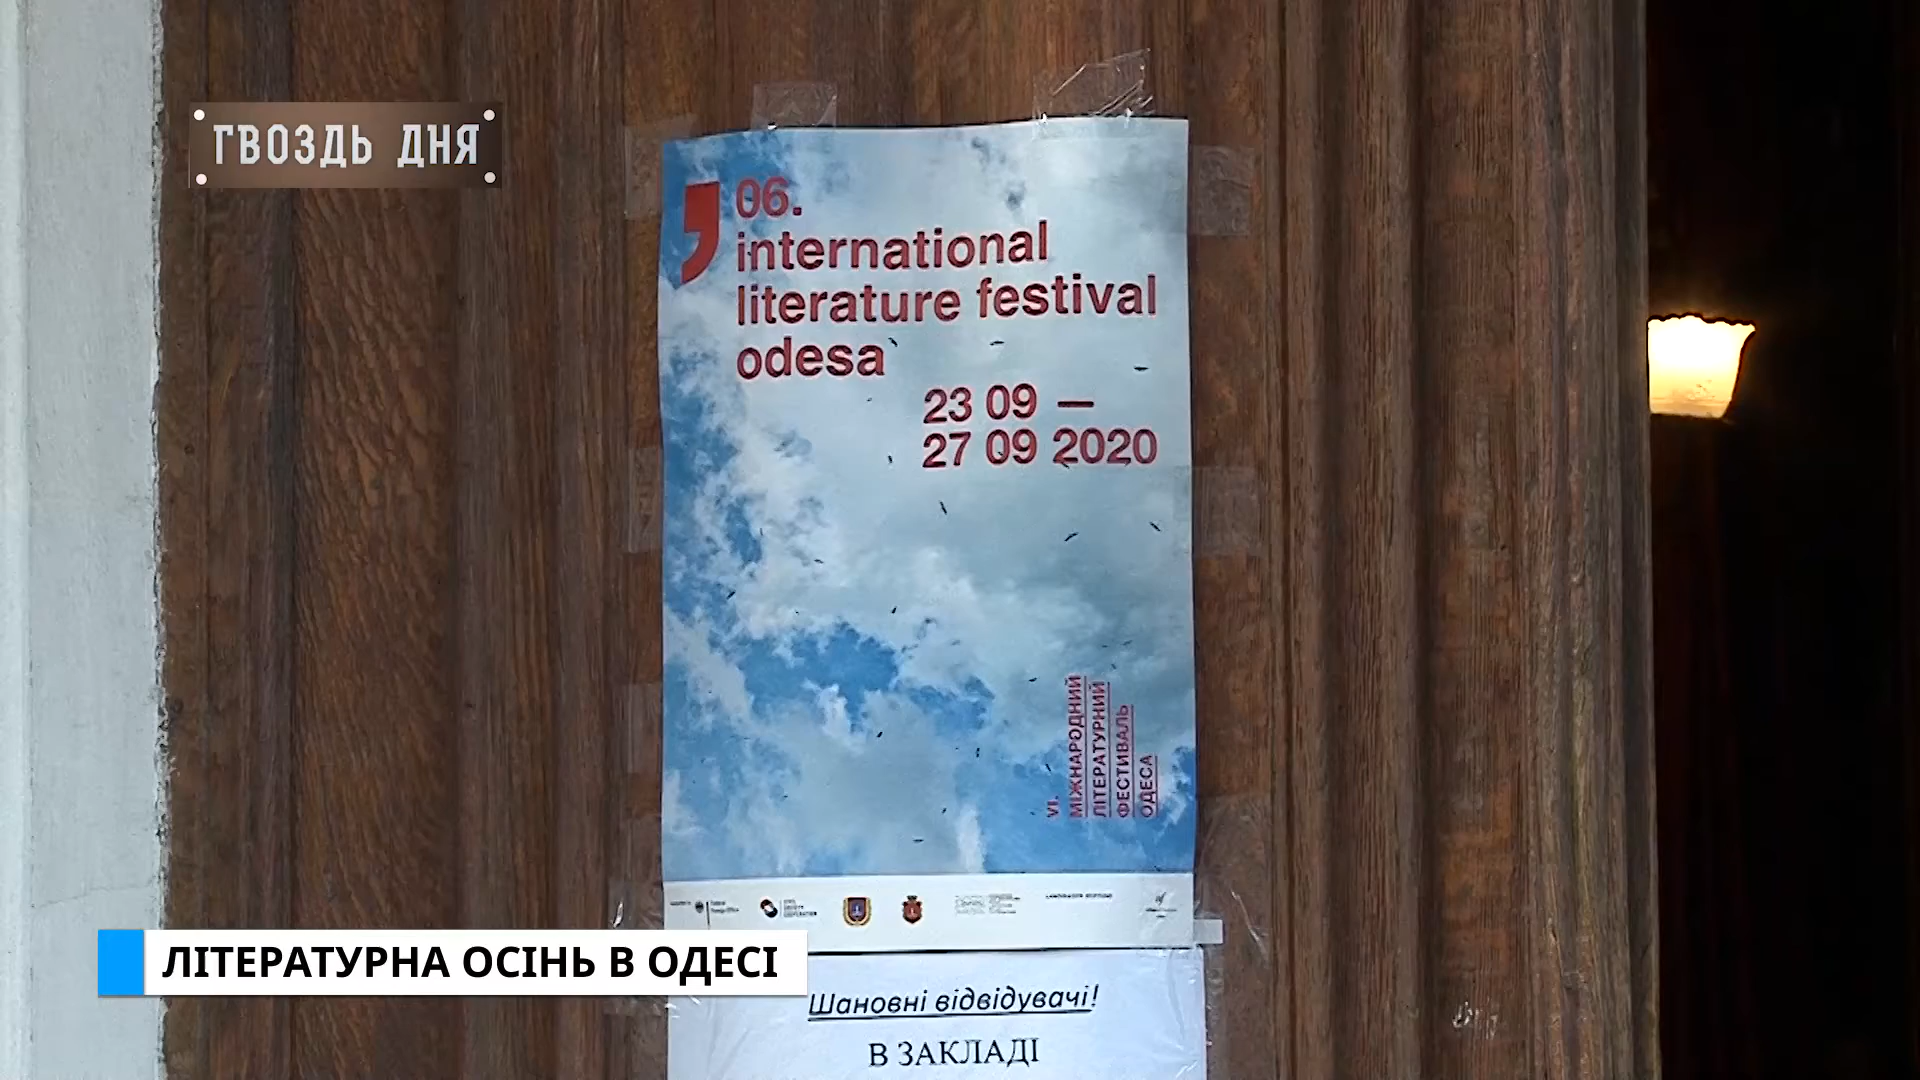 ГВОЗДЬ ДНЯ
06.
international
literature festival
odesa
23 09 —
27 09 2020
VI.
МІЖНАРОДНИЙ
ЛІТЕРАТУРНИЙ
ФЕСТИВАЛЬ
ОДЕСА
ЛІТЕРАТУРНА ОСІНЬ В ОДЕСІ
Шановні відвідувачі!
В ЗАКЛАДІ